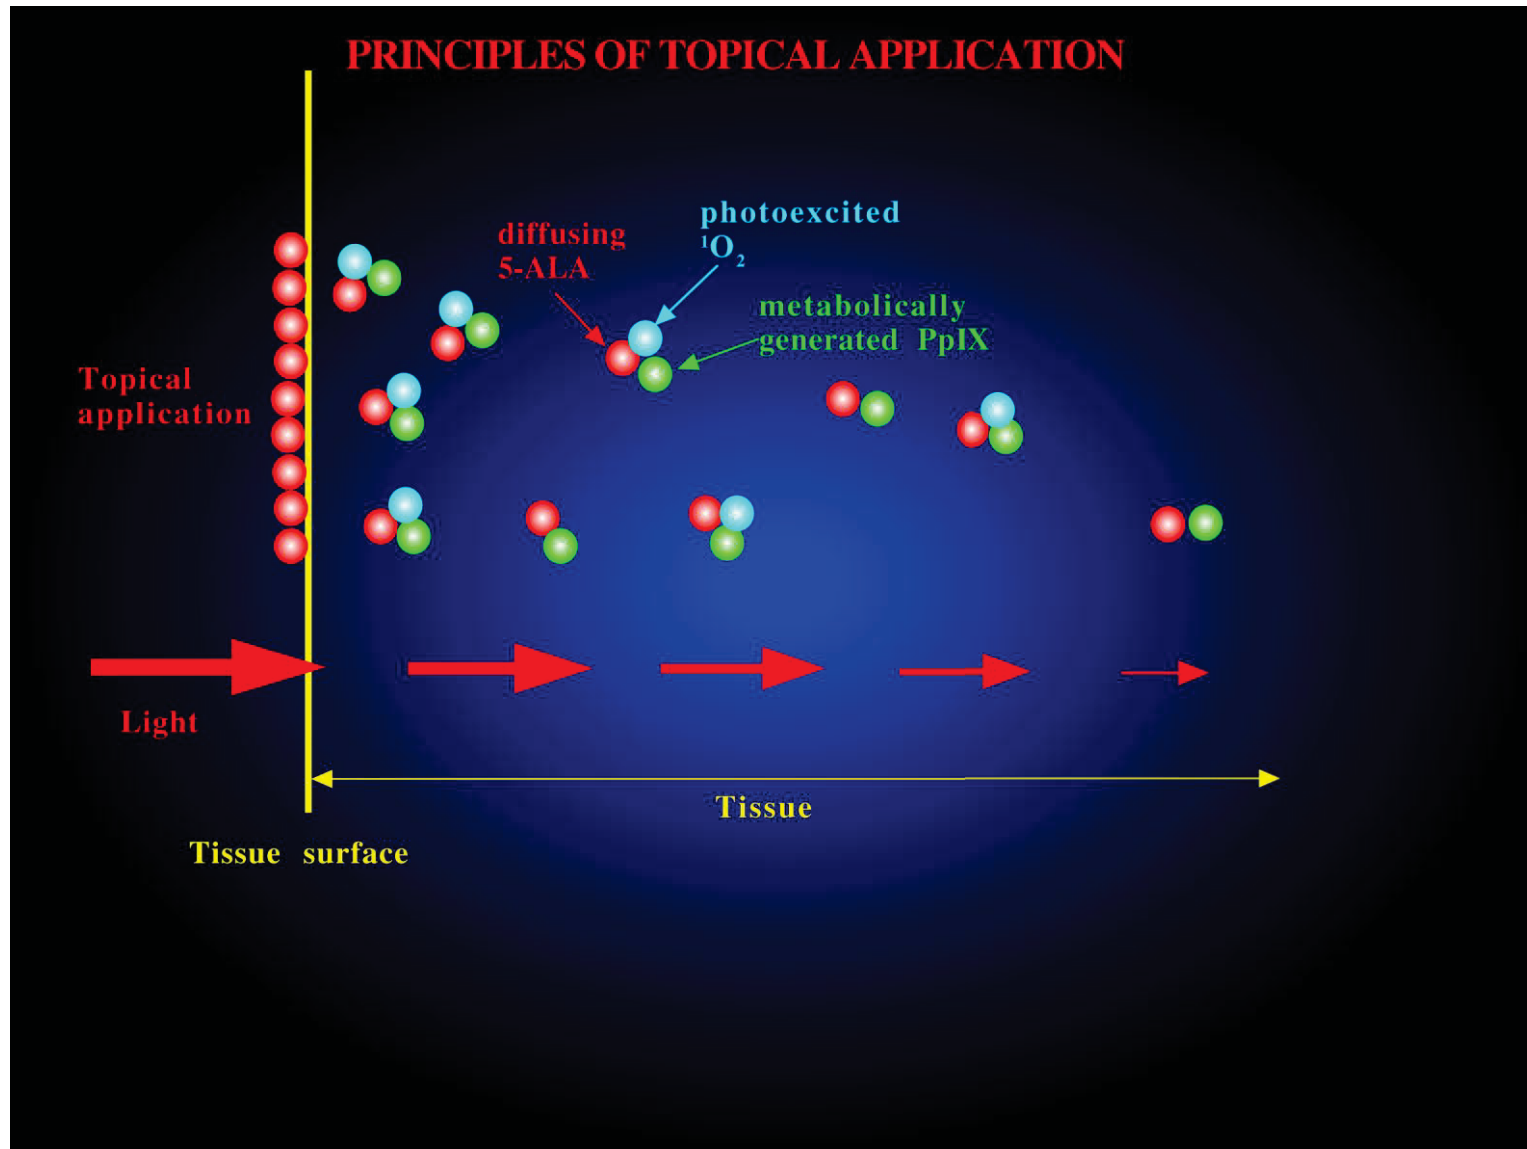 PRINCIPLES OF TOPICAL APPLICATION
photoexcited
¹O₂
diffusing
5-ALA
metabolically
generated PpIX
Topical
application
Light
Tissue
Tissue surface